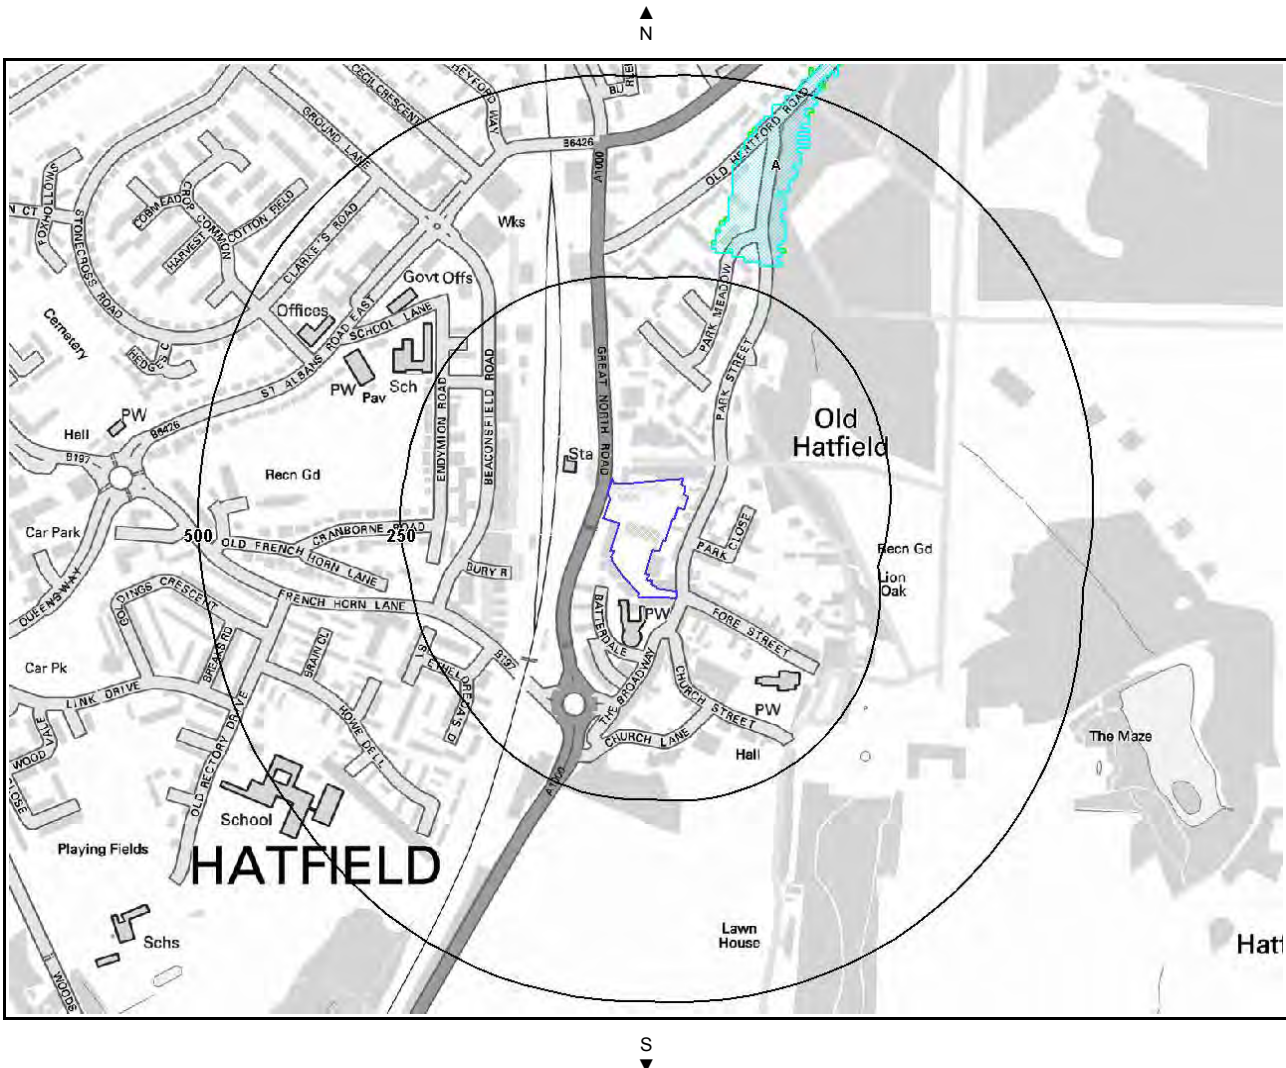 N
HEYFORD WAY
CECIL CRESCENT
GROUND LANE
B6426
A1000
OLD HERTFORD ROAD
A
FOXHOLLOWS
N CT
STONECROSS ROAD
CORNMEAD
CROP COMMON
COTTON FIELD
HARVEST
CLARKE'S ROAD
Wks
Govt Offs
Offices
SCHOOL LANE
ST ALBANS ROAD EAST
Cemetery
HEDGES C
PW
Pav
Sch
PARK MEADOW
PARK STREET
GREAT NORTH ROAD
BEACONSFIELD ROAD
ENDYMION ROAD
PW
Hall
B197
B6426
Old
Hatfield
Sta
Recn Gd
Car Park
500
250
CRANBORNE ROAD
OLD FRENCH
HORN LANE
PARK CLOSE
Recn Gd
Lion
Oak
QUEENSWAY
BURY R
FRENCH HORN LANE
GOLDINGS CRESCENT
BREAKS RD
BRAIN CL
BATTERDALE
PW
FORE STREET
Car Pk
LINK DRIVE
ST ETHELDREDA'S D
B197
THE BROADWAY
CHURCH STREET
PW
CHURCH LANE
Hall
The Maze
WOOD VALE
CLOSE
HOWE DELL
OLD RECTORY DRIVE
A1000
School
Playing Fields
HATFIELD
Schs
Lawn
House
Hatf
WOODS
S